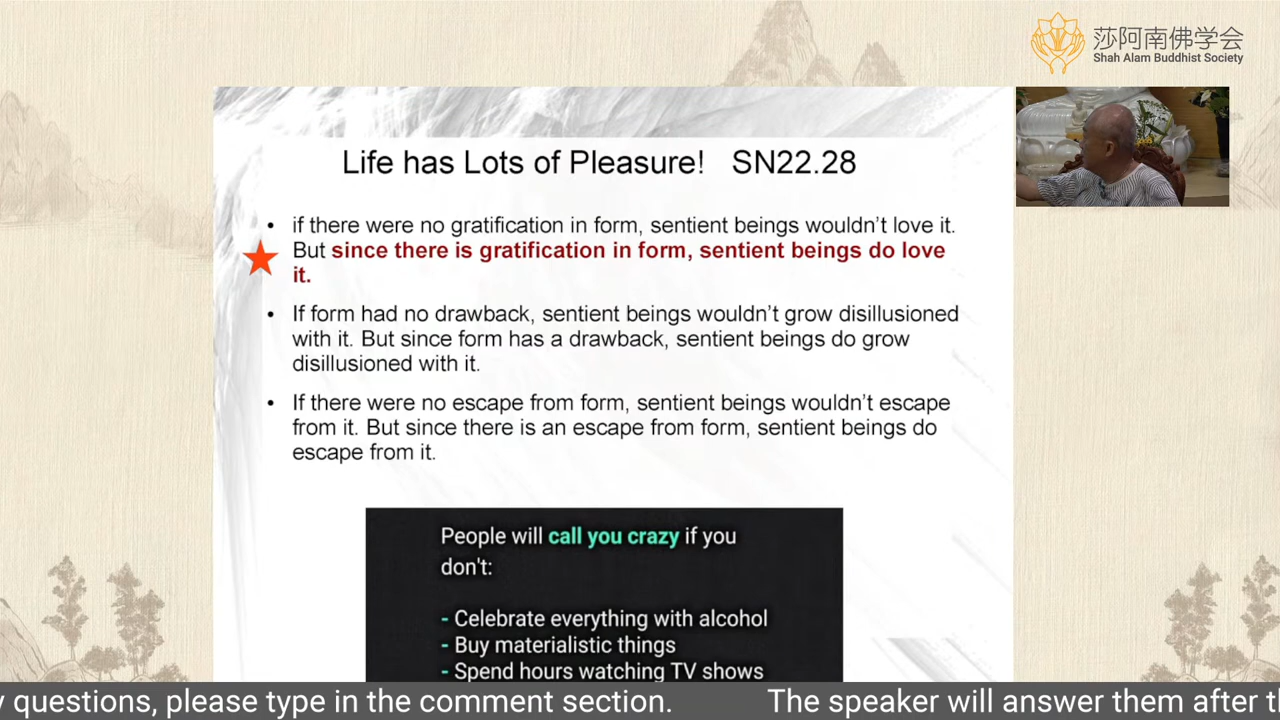 莎阿南佛学会
Shah Alam Buddhist Society
Life has Lots of Pleasure! SN22.28
• if there were no gratification in form, sentient beings wouldn't love it.
But since there is gratification in form, sentient beings do love
it.
• If form had no drawback, sentient beings wouldn't grow disillusioned
with it. But since form has a drawback, sentient beings do grow
disillusioned with it.
• If there were no escape from form, sentient beings wouldn't escape
from it. But since there is an escape from form, sentient beings do
escape from it.
People will call you crazy if you
don't:
- Celebrate everything with alcohol
- Buy materialistic things
- Spend hours watching TV shows
questions, please type in the comment section. The speaker will answer them after